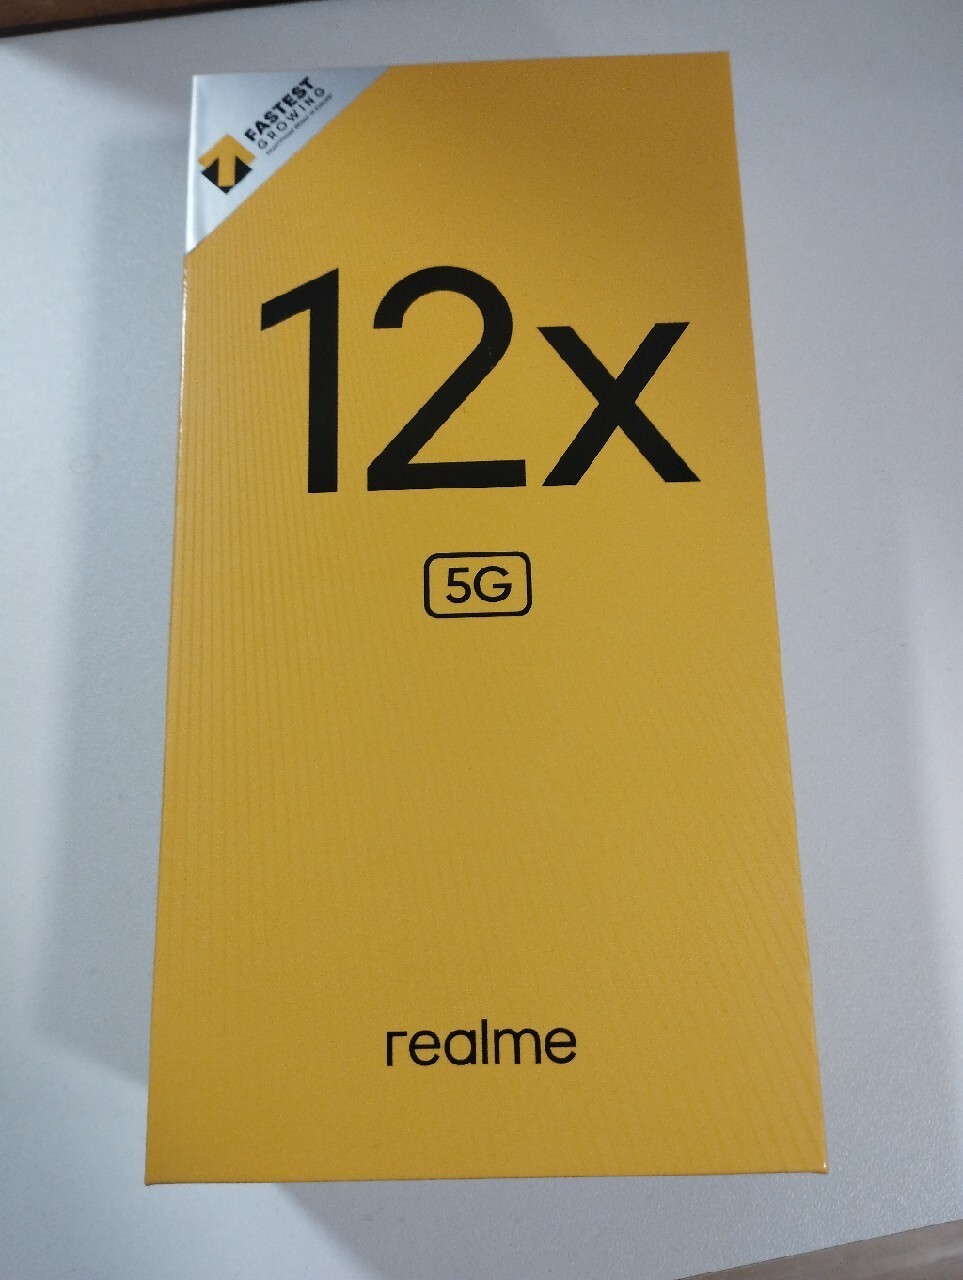 FASTEST
GROWING
12x
5G
realme